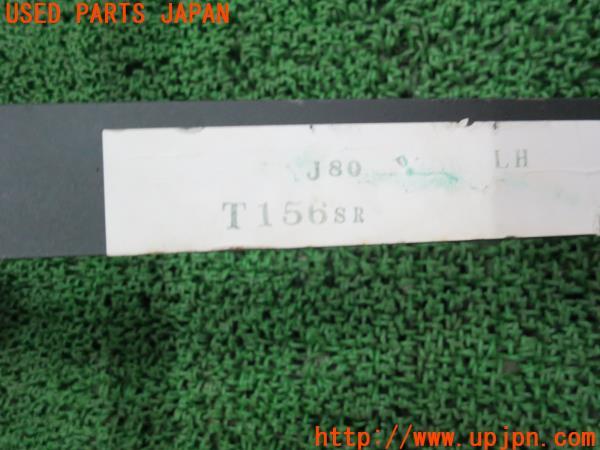 USED PARTS JAPAN
J80 LH
T156SR
http://www.upjpn.com